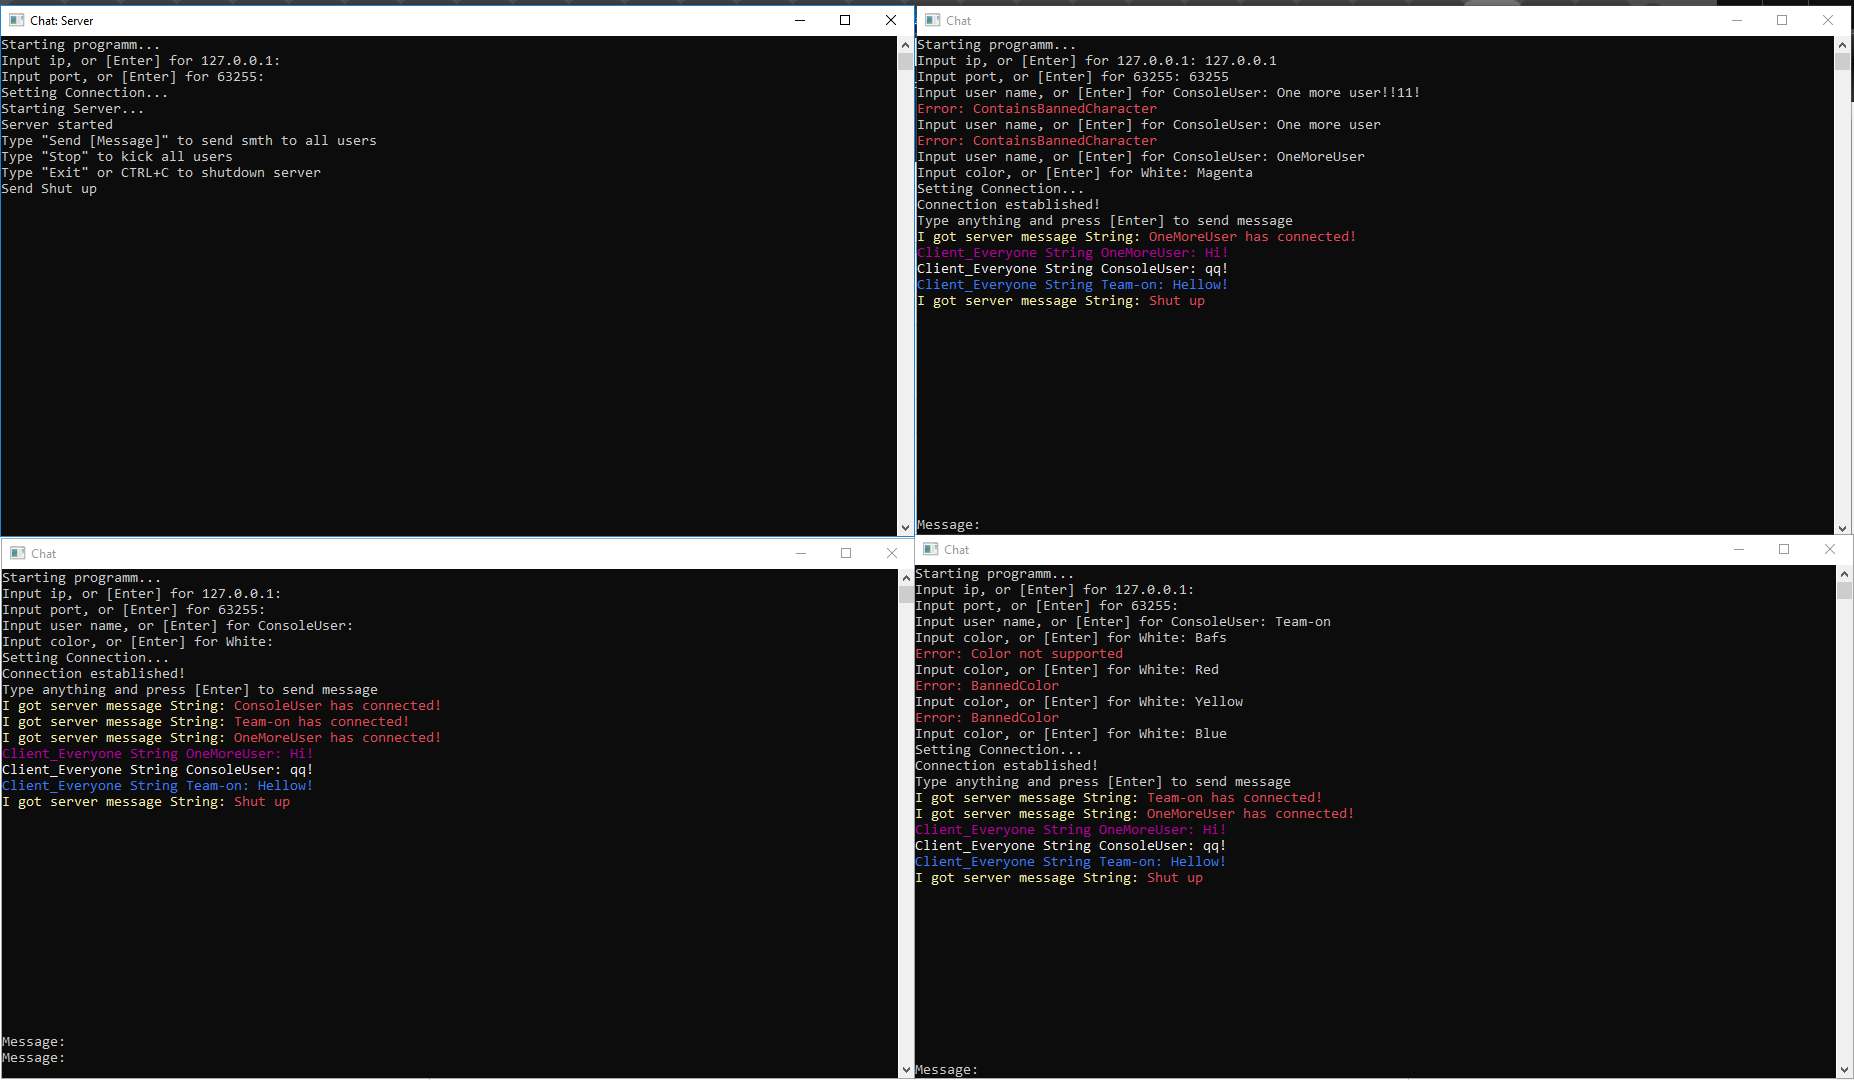 Chat: Server
Starting programm...
Input ip, or [Enter] for 127.0.0.1:
Input port, or [Enter] for 63255:
Setting Connection...
Starting Server...
Server started
Type "Send [Message]" to send smth to all users
Type "Stop" to kick all users
Type "Exit" or CTRL+C to shutdown server
Send Shut up
Chat
Starting programm...
Input ip, or [Enter] for 127.0.0.1: 127.0.0.1
Input port, or [Enter] for 63255: 63255
Input user name, or [Enter] for ConsoleUser: One more user!!11!
Error: ContainsBannedCharacter
Input user name, or [Enter] for ConsoleUser: One more user
Error: ContainsBannedCharacter
Input user name, or [Enter] for ConsoleUser: OneMoreUser
Input color, or [Enter] for White: Magenta
Setting Connection...
Connection established!
Type anything and press [Enter] to send message
I got server message String: OneMoreUser has connected!
Client_Everyone String OneMoreUser: Hi!
Client_Everyone String ConsoleUser: qq!
Client_Everyone String Team-on: Hellow!
I got server message String: Shut up
Message:
Chat
Starting programm...
Input ip, or [Enter] for 127.0.0.1:
Input port, or [Enter] for 63255:
Input user name, or [Enter] for ConsoleUser:
Input color, or [Enter] for White:
Setting Connection...
Connection established!
Type anything and press [Enter] to send message
I got server message String: ConsoleUser has connected!
I got server message String: Team-on has connected!
I got server message String: OneMoreUser has connected!
Client_Everyone String OneMoreUser: Hi!
Client_Everyone String ConsoleUser: qq!
Client_Everyone String Team-on: Hellow!
I got server message String: Shut up
Message:
Message:
Chat
Starting programm...
Input ip, or [Enter] for 127.0.0.1:
Input port, or [Enter] for 63255:
Input user name, or [Enter] for ConsoleUser: Team-on
Input color, or [Enter] for White: Bafs
Error: Color not supported
Input color, or [Enter] for White: Red
Error: BannedColor
Input color, or [Enter] for White: Yellow
Error: BannedColor
Input color, or [Enter] for White: Blue
Setting Connection...
Connection established!
Type anything and press [Enter] to send message
I got server message String: Team-on has connected!
I got server message String: OneMoreUser has connected!
Client_Everyone String OneMoreUser: Hi!
Client_Everyone String ConsoleUser: qq!
Client_Everyone String Team-on: Hellow!
I got server message String: Shut up
Message: